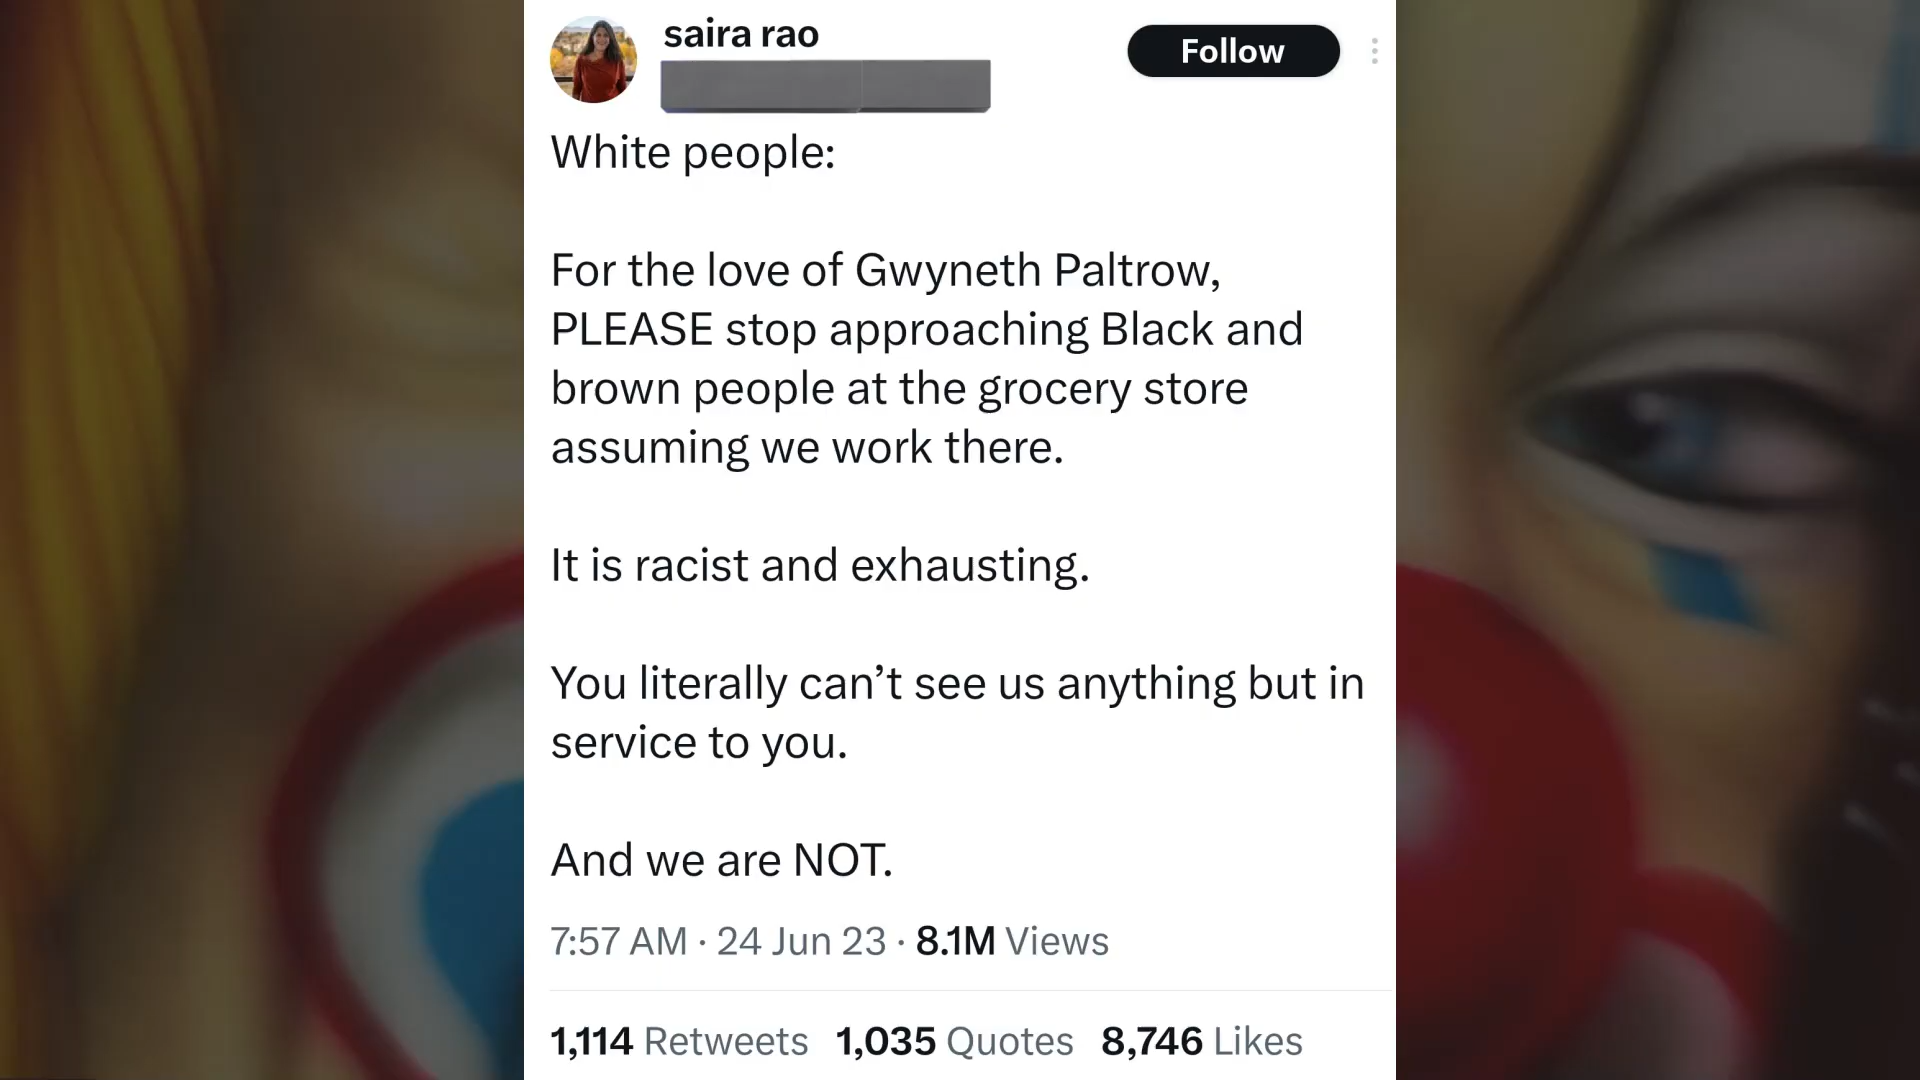 saira rao
Follow
White people:
For the love of Gwyneth Paltrow,
PLEASE stop approaching Black and
brown people at the grocery store
assuming we work there.
It is racist and exhausting.
You literally can’t see us anything but in
service to you.
And we are NOT.
7:57 AM · 24 Jun 23 · 8.1M Views
1,114 Retweets 1,035 Quotes 8,746 Likes